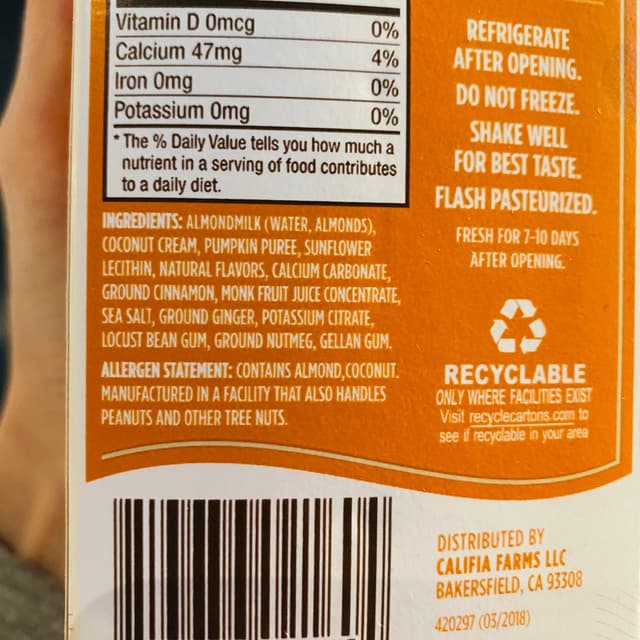 Vitamin D 0mcg 0%
Calcium 47mg 4%
Iron 0mg 0%
Potassium 0mg 0%
* The % Daily Value tells you how much a
nutrient in a serving of food contributes
to a daily diet.
INGREDIENTS: ALMONDMILK (WATER, ALMONDS),
COCONUT CREAM, PUMPKIN PUREE, SUNFLOWER
LECITHIN, NATURAL FLAVORS, CALCIUM CARBONATE,
GROUND CINNAMON, MONK FRUIT JUICE CONCENTRATE,
SEA SALT, GROUND GINGER, POTASSIUM CITRATE,
LOCUST BEAN GUM, GROUND NUTMEG, GELLAN GUM.
ALLERGEN STATEMENT: CONTAINS ALMOND,COCONUT.
MANUFACTURED IN A FACILITY THAT ALSO HANDLES
PEANUTS AND OTHER TREE NUTS.
REFRIGERATE
AFTER OPENING.
DO NOT FREEZE.
SHAKE WELL
FOR BEST TASTE.
FLASH PASTEURIZED.
FRESH FOR 7-10 DAYS
AFTER OPENING.
RECYCLABLE
ONLY WHERE FACILITIES EXIST
Visit recyclecartons.com to
see if recyclable in your area
DISTRIBUTED BY
CALIFIA FARMS LLC
BAKERSFIELD, CA 93308
420297 (03/2018)